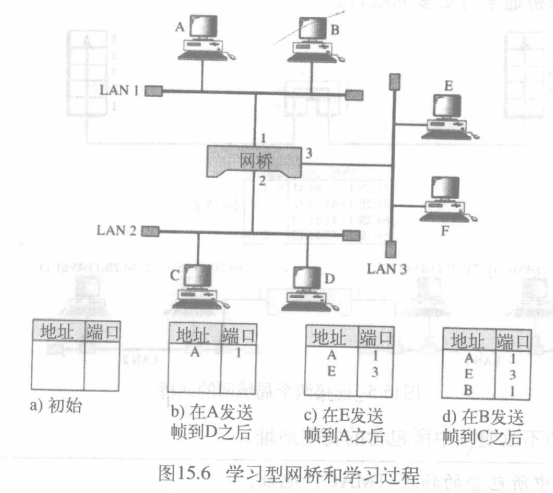 A
B
LAN 1
E
1
网桥
3
2
F
LAN 2
LAN 3
C
D
地址 端口
a) 初始
地址 端口
A 1
b) 在A发送
帧到D之后
地址 端口
A 1
E 3
c) 在E发送
帧到A之后
地址 端口
A 1
E 3
B 1
d) 在B发送
帧到C之后
图15.6 学习型网桥和学习过程